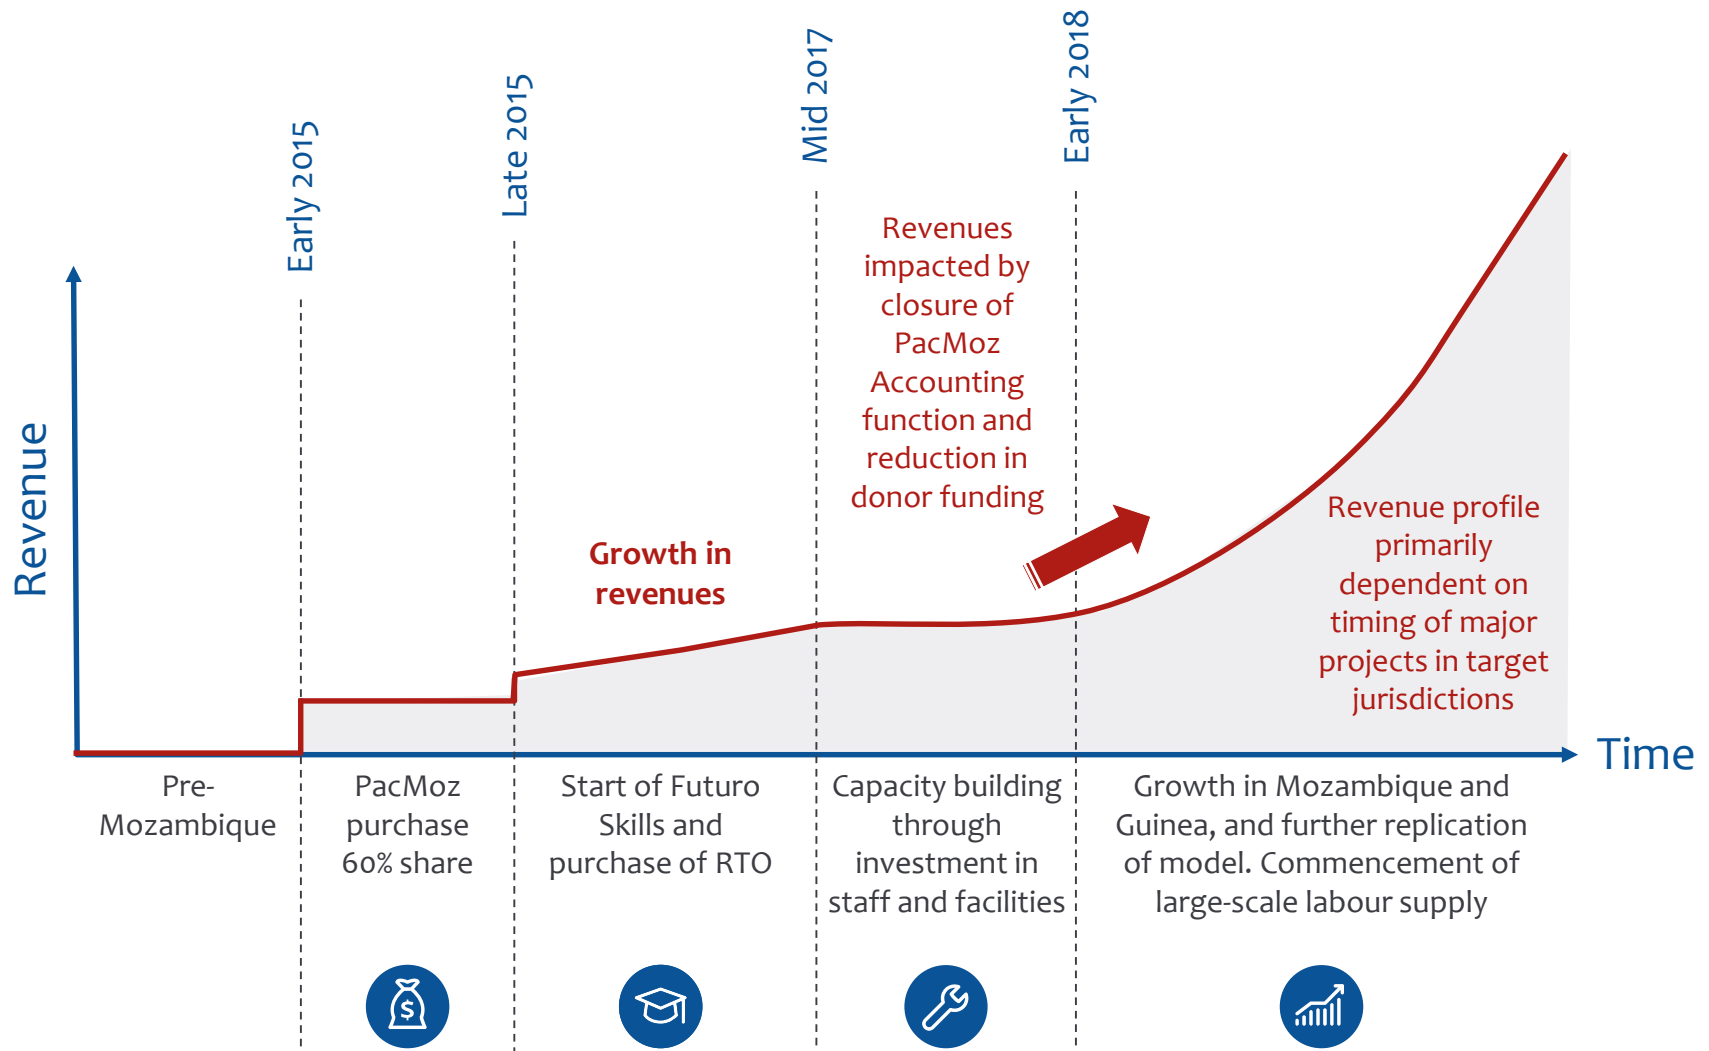 Early 2015
Late 2015
Mid 2017
Early 2018
Revenue
Growth in
revenues
Revenues
impacted by
closure of
PacMoz
Accounting
function and
reduction in
donor funding
Revenue profile
primarily
dependent on
timing of major
projects in target
jurisdictions
Time
Pre-
Mozambique
PacMoz
purchase
60% share
Start of Futuro
Skills and
purchase of RTO
Capacity building
through
investment in
staff and facilities
Growth in Mozambique and
Guinea, and further replication
of model. Commencement of
large-scale labour supply
$